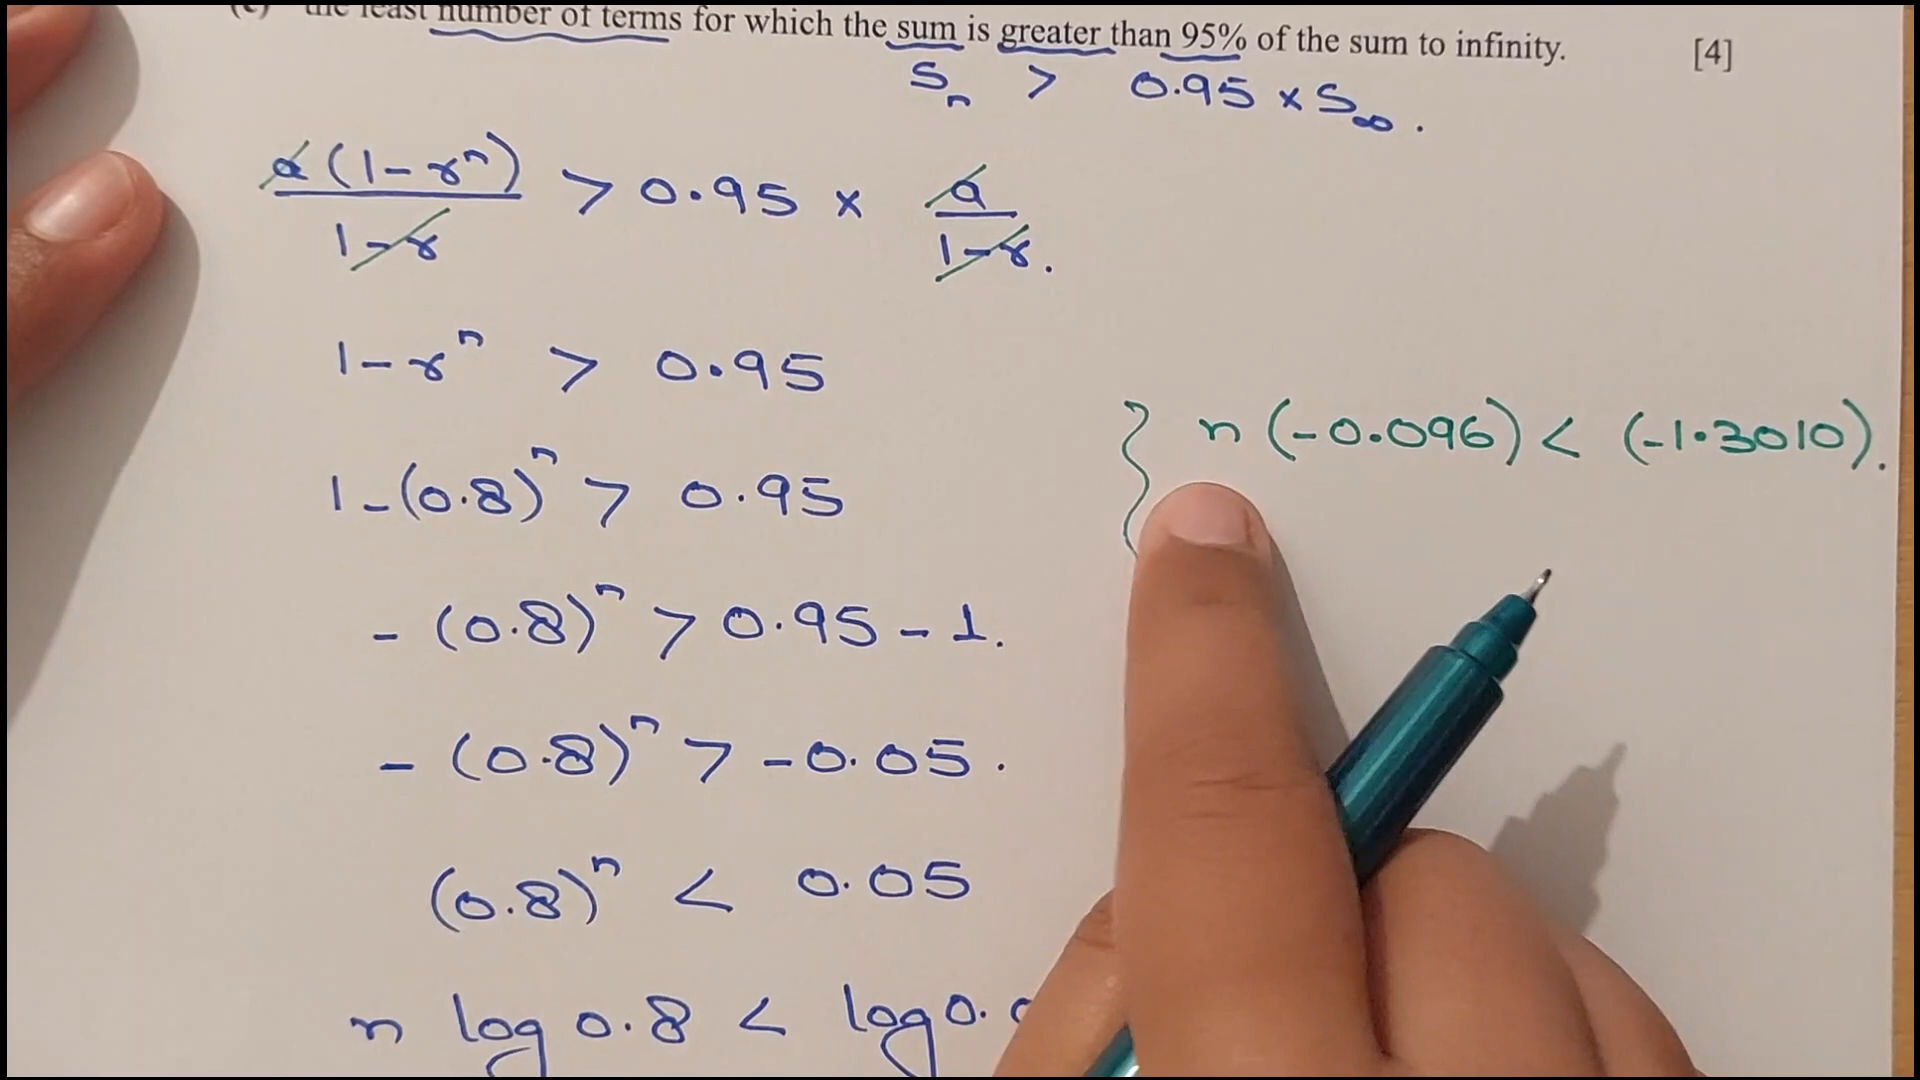 (c) the least number of terms for which the sum is greater than 95% of the sum to infinity. [4]
Sₙ > 0.95 × S∞.
a(1-rⁿ)/1-r > 0.95 × a/1-r.
1-rⁿ > 0.95
1-(0.8)ⁿ > 0.95
-(0.8)ⁿ > 0.95-1.
-(0.8)ⁿ > -0.05.
(0.8)ⁿ < 0.05
n log 0.8 < log 0.
n(-0.096) < (-1.3010).